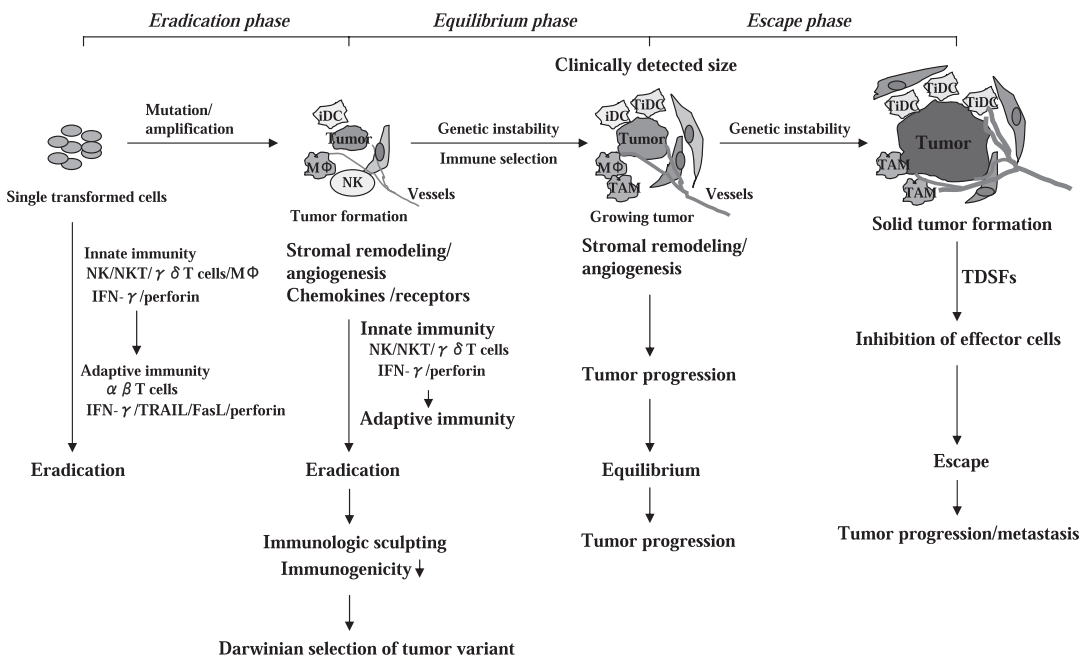 Eradication phase
Equilibrium phase
Escape phase
Clinically detected size
Mutation/
amplification
iDC
Tumor
MΦ
NK
Vessels
Genetic instability
Immune selection
iDC
TiDC
Tumor
MΦ
TAM
Vessels
Genetic instability
TiDC
TiDC
TiDC
Tumor
TAM
TAM
Single transformed cells
Tumor formation
Growing tumor
Solid tumor formation
Innate immunity
NK/NKT/γδT cells/MΦ
IFN-γ/perforin
Adaptive immunity
αβT cells
IFN-γ/TRAIL/FasL/perforin
Eradication
Stromal remodeling/
angiogenesis
Chemokines /receptors
Innate immunity
NK/NKT/γδT cells
IFN-γ/perforin
Adaptive immunity
Eradication
Immunologic sculpting
Immunogenicity↓
Darwinian selection of tumor variant
Stromal remodeling/
angiogenesis
Tumor progression
Equilibrium
Tumor progression
TDSFs
Inhibition of effector cells
Escape
Tumor progression/metastasis